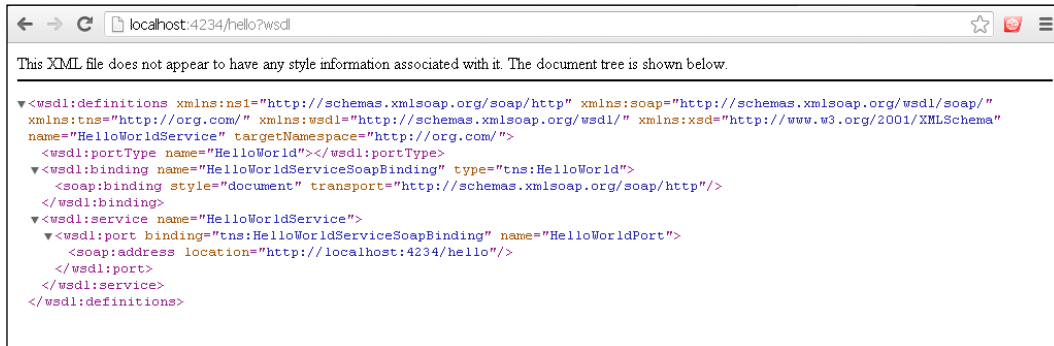 localhost:4234/hello?wsdl
This XML file does not appear to have any style information associated with it. The document tree is shown below.
▼<wsdl:definitions xmlns:ns1="http://schemas.xmlsoap.org/soap/http" xmlns:soap="http://schemas.xmlsoap.org/wsdl/soap/"
xmlns:tns="http://org.com/" xmlns:wsdl="http://schemas.xmlsoap.org/wsdl/" xmlns:xsd="http://www.w3.org/2001/XMLSchema"
name="HelloWorldService" targetNamespace="http://org.com/">
<wsdl:portType name="HelloWorld"></wsdl:portType>
▼<wsdl:binding name="HelloWorldServiceSoapBinding" type="tns:HelloWorld">
<soap:binding style="document" transport="http://schemas.xmlsoap.org/soap/http"/>
</wsdl:binding>
▼<wsdl:service name="HelloWorldService">
▼<wsdl:port binding="tns:HelloWorldServiceSoapBinding" name="HelloWorldPort">
<soap:address location="http://localhost:4234/hello"/>
</wsdl:port>
</wsdl:service>
</wsdl:definitions>